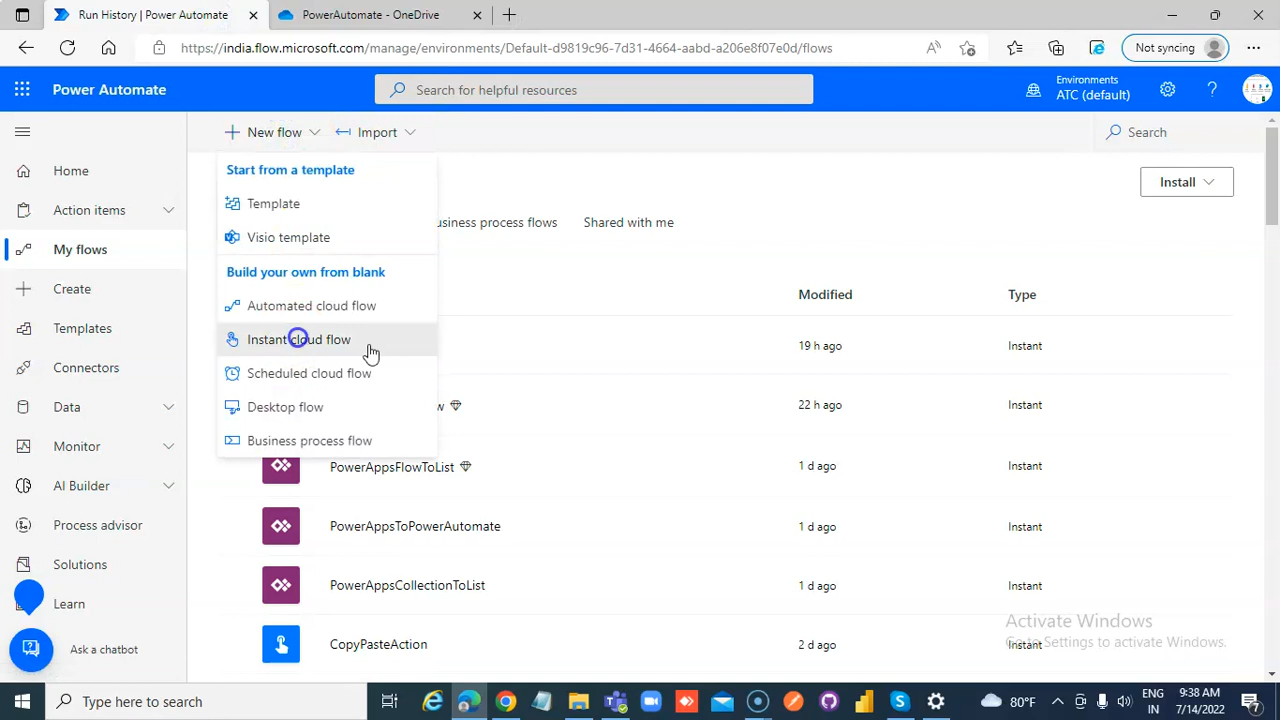 Run History | Power Automate
PowerAutomate - OneDrive
https://india.flow.microsoft.com/manage/environments/Default-d9819c96-7d31-4664-aabd-a206e8f07e0d/flows
Not syncing
Power Automate
Search for helpful resources
Environments
ATC (default)
New flow
Import
Search
Home
Action items
My flows
Create
Templates
Connectors
Data
Monitor
AI Builder
Process advisor
Solutions
Learn
Ask a chatbot
Start from a template
Template
Visio template
Build your own from blank
Automated cloud flow
Instant cloud flow
Scheduled cloud flow
Desktop flow
Business process flow
Install
usiness process flows
Shared with me
Modified
Type
19 h ago
Instant
w
22 h ago
Instant
PowerAppsFlowToList
1 d ago
Instant
PowerAppsToPowerAutomate
1 d ago
Instant
PowerAppsCollectionToList
1 d ago
Instant
CopyPasteAction
2 d ago
Instant
Activate Windows
Go to Settings to activate Windows.
Type here to search
80°F
ENG
IN
9:38 AM
7/14/2022
7